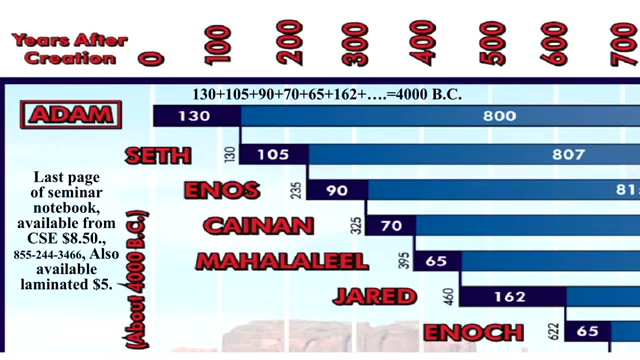 Years After
Creation
0 100 200 300 400 500 600 700
130+105+90+70+65+162+….=4000 B.C.
ADAM 130 800
SETH 130 105 807
ENOS 235 90 81
CAINAN 325 70
MAHALALEEL 395 65
JARED 460 162
ENOCH 622 65
Last page
of seminar
notebook,
available from
CSE $8.50.,
855-244-3466, Also
available
laminated $5.
(About 4000 B.C.)